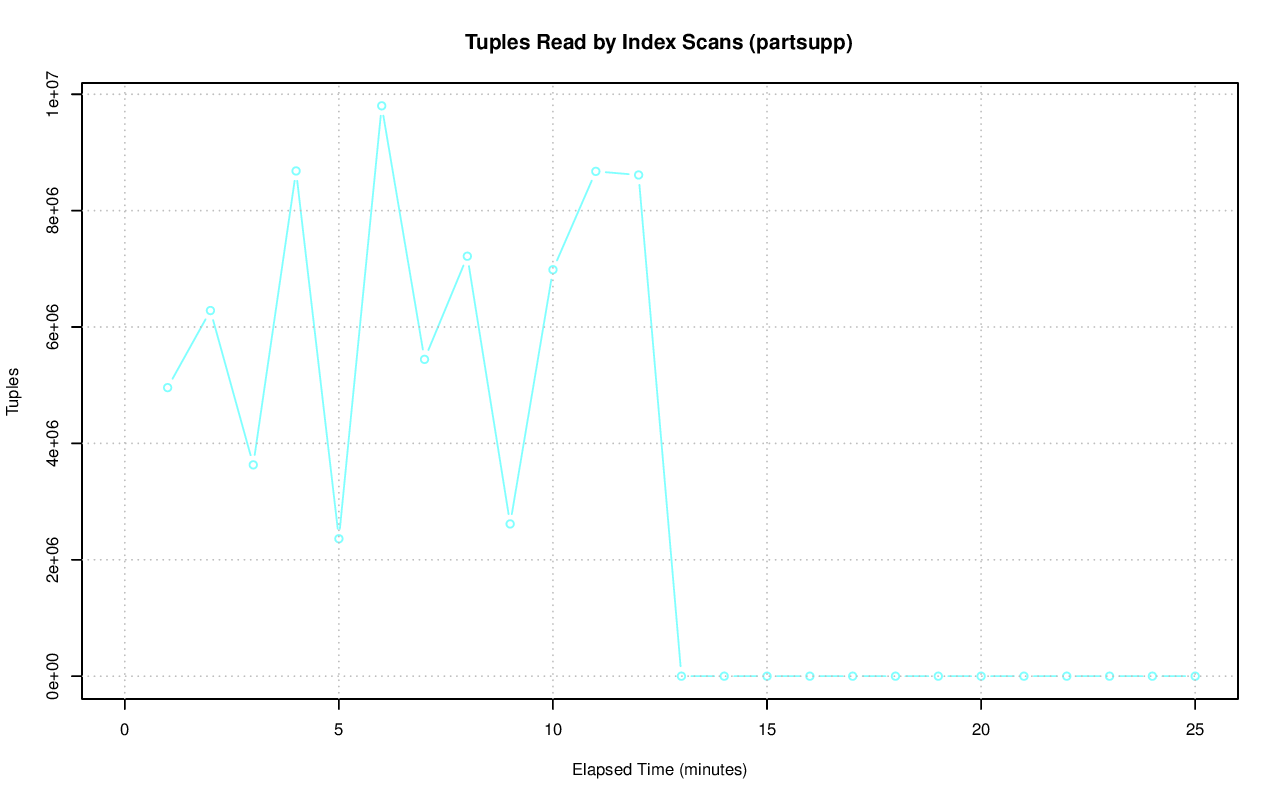 Tuples Read by Index Scans (partsupp)
Tuples
1e+07
8e+06
6e+06
4e+06
2e+06
0e+00
0 5 10 15 20 25
Elapsed Time (minutes)